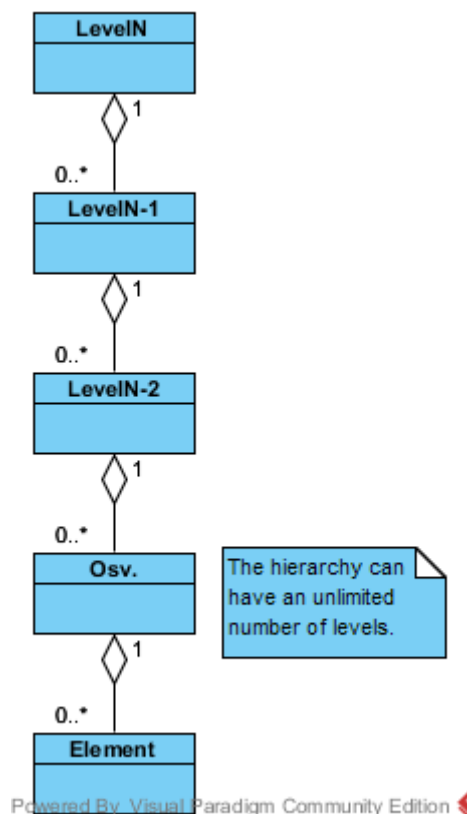 LevelN
1
0..*
LevelN-1
1
0..*
LevelN-2
1
0..*
Osv.
The hierarchy can
have an unlimited
number of levels.
1
0..*
Element
Powered By Visual Paradigm Community Edition